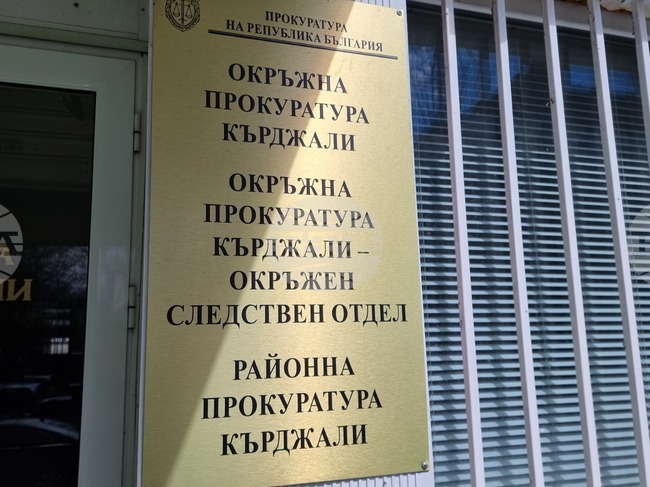 ПРОКУРАТУРА
НА РЕПУБЛИКА БЪЛГАРИЯ
ОКРЪЖНА
ПРОКУРАТУРА
КЪРДЖАЛИ
ОКРЪЖНА
ПРОКУРАТУРА
КЪРДЖАЛИ –
ОКРЪЖЕН
СЛЕДСТВЕН ОТДЕЛ
РАЙОННА
ПРОКУРАТУРА
КЪРДЖАЛИ